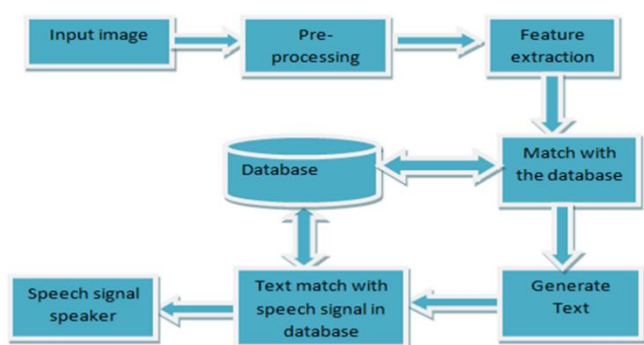 Input image
Pre-
processing
Feature
extraction
Database
Match with
the database
Speech signal
speaker
Text match with
speech signal in
database
Generate
Text